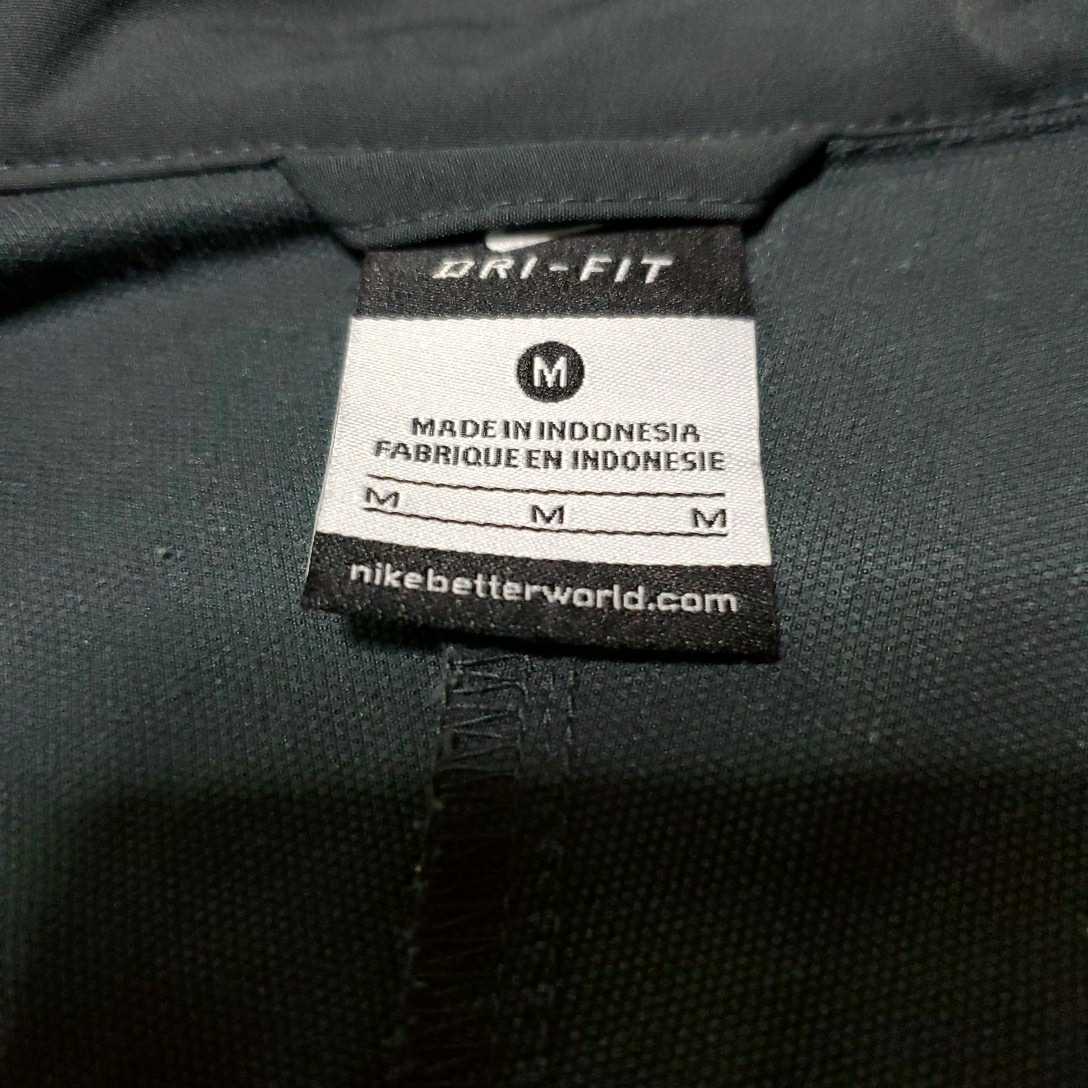 DRI-FIT
M
MADE IN INDONESIA
FABRIQUE EN INDONESIE
M M M
nikebetterworld.com